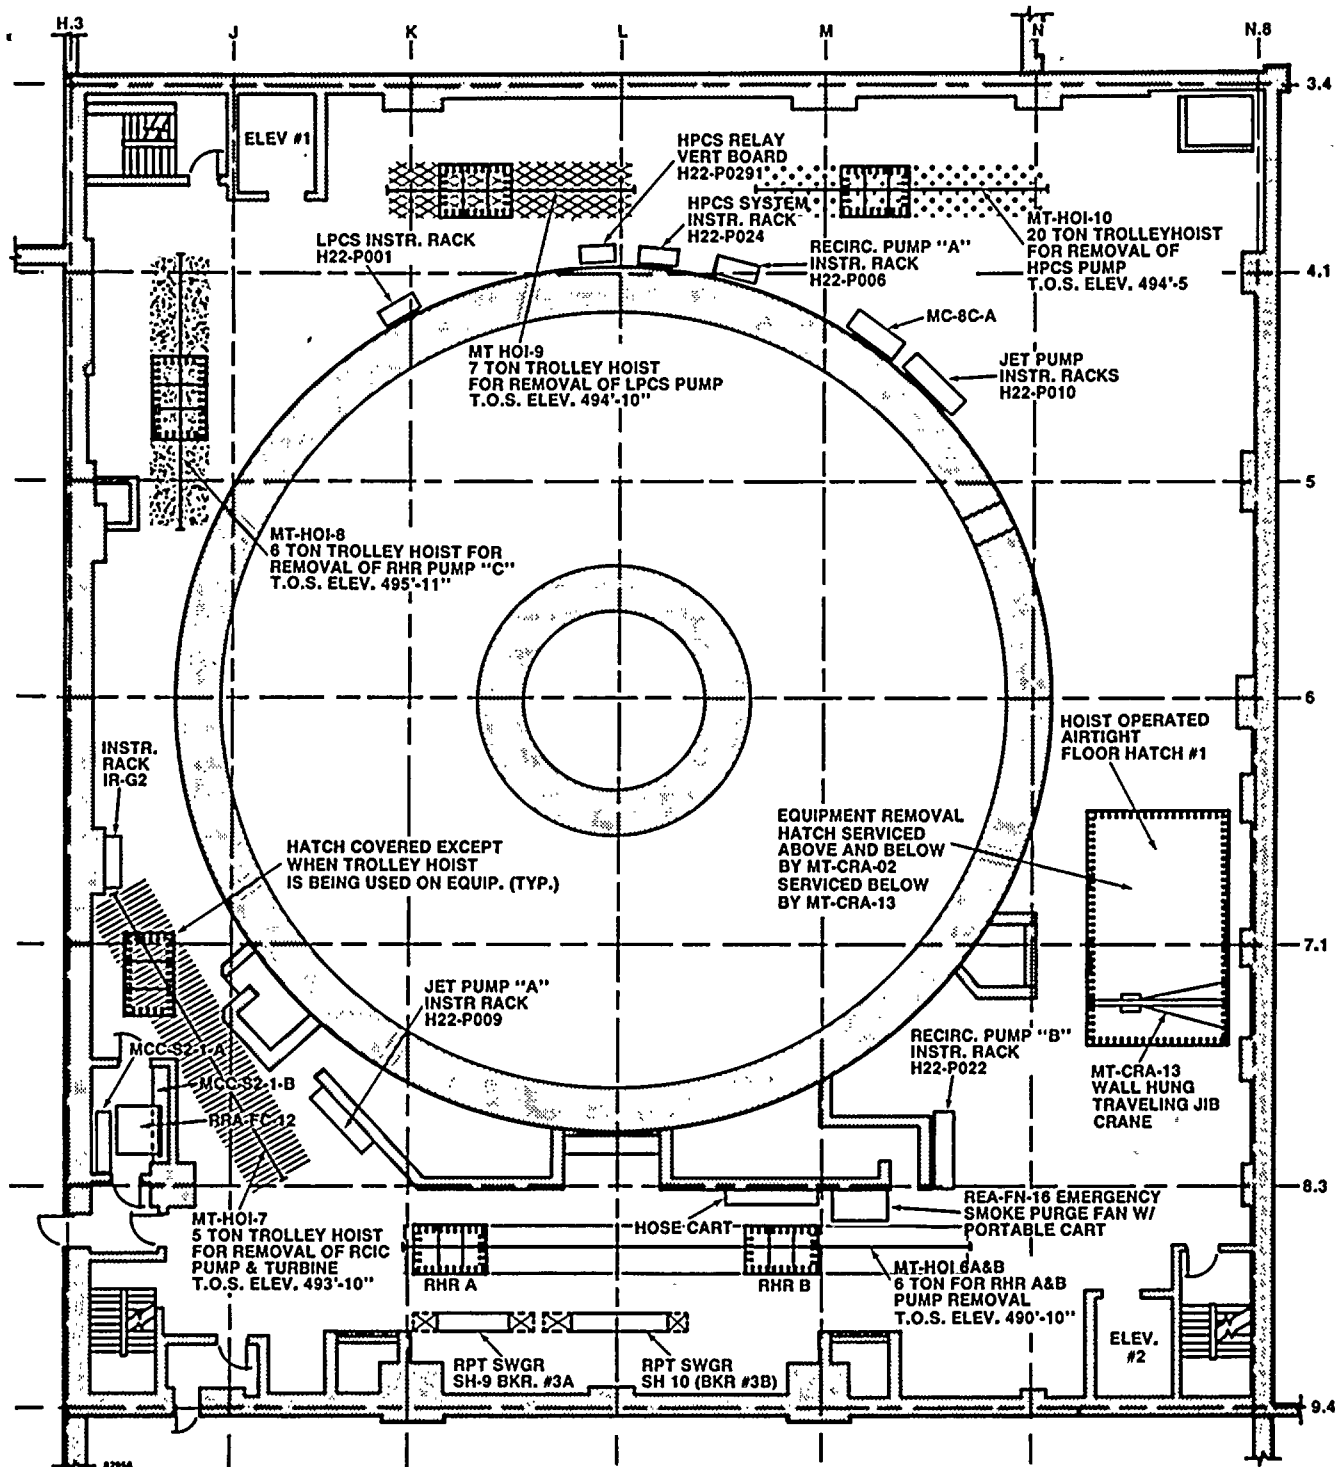 H.3
J
K
L
M
N
N.8
3.4
ELEV #1
HPCS RELAY
VERT BOARD
H22-P0291
HPCS SYSTEM
INSTR. RACK
H22-P024
LPCS INSTR. RACK
H22-P001
RECIRC. PUMP "A"
INSTR. RACK
H22-P006
MT-HOI-10
20 TON TROLLEYHOIST
FOR REMOVAL OF
HPCS PUMP
T.O.S. ELEV. 494'-5
4.1
MC-8C-A
MT HOI-9
7 TON TROLLEY HOIST
FOR REMOVAL OF LPCS PUMP
T.O.S. ELEV. 494'-10"
JET PUMP
INSTR. RACKS
H22-P010
5
MT-HOI-8
6 TON TROLLEY HOIST FOR
REMOVAL OF RHR PUMP "C"
T.O.S. ELEV. 495'-11"
6
HOIST OPERATED
AIRTIGHT
FLOOR HATCH #1
INSTR.
RACK
IR-G2
HATCH COVERED EXCEPT
WHEN TROLLEY HOIST
IS BEING USED ON EQUIP. (TYP.)
EQUIPMENT REMOVAL
HATCH SERVICED
ABOVE AND BELOW
BY MT-CRA-02
SERVICED BELOW
BY MT-CRA-13
7.1
JET PUMP "A"
INSTR RACK
H22-P009
RECIRC. PUMP "B"
INSTR. RACK
H22-P022
MCC-S2-1-A
MCC-S2-1-B
RRA-FC-12
MT-CRA-13
WALL HUNG
TRAVELING JIB
CRANE
8.3
MT-HOI-7
5 TON TROLLEY HOIST
FOR REMOVAL OF RCIC
PUMP & TURBINE
T.O.S. ELEV. 493'-10"
HOSE CART
REA-FN-16 EMERGENCY
SMOKE PURGE FAN W/
PORTABLE CART
RHR A
RHR B
MT-HOI 6A&B
6 TON FOR RHR A&B
PUMP REMOVAL
T.O.S. ELEV. 490'-10"
ELEV.
#2
RPT SWGR
SH-9 BKR. #3A
RPT SWGR
SH 10 (BKR #3B)
9.4